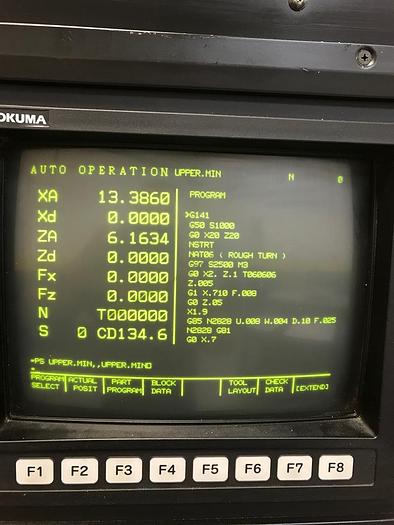 OKUMA
AUTO OPERATION UPPER.MIN N 0
XA 13.3860
Xd 0.0000
ZA 6.1634
Zd 0.0000
Fx 0.0000
Fz 0.0000
N T000000
S 0 CD134.6
PROGRAM
G141
G50 S1000
G0 X20 Z20
NSTRT
NAT06 ( ROUGH TURN )
G97 S2500 M3
G0 X2. Z.1 T060606
Z.005
G1 X.710 F.008
G0 Z.05
X1.9
G85 N2828 U.008 W.004 D.10 F.025
N2828 G81
G0 X.7
=PS UPPER.MIN,,UPPER.MIN
PROGRAM SELECT
ACTUAL POSIT
PART PROGRAM
BLOCK DATA
TOOL LAYOUT
CHECK DATA
[EXTEND]
F1 F2 F3 F4 F5 F6 F7 F8